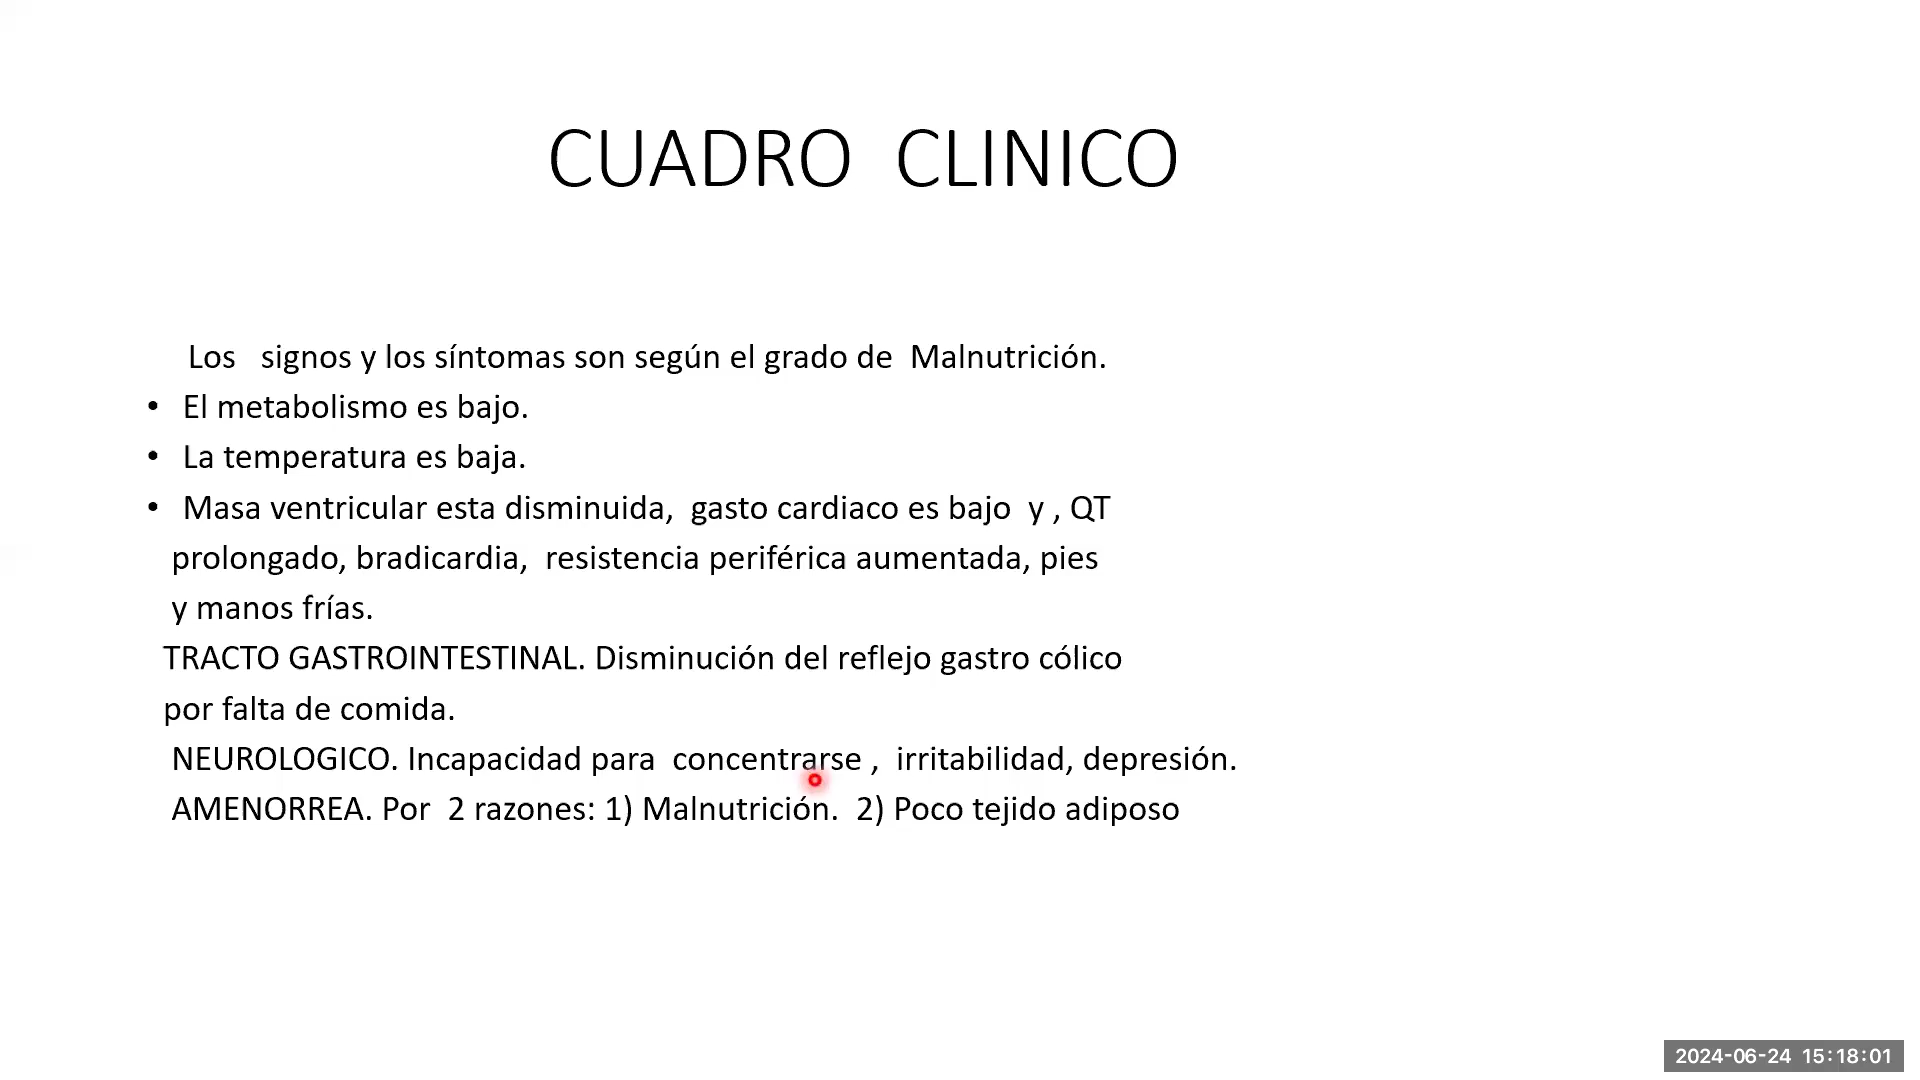 CUADRO CLINICO
Los signos y los síntomas son según el grado de Malnutrición.
• El metabolismo es bajo.
• La temperatura es baja.
• Masa ventricular esta disminuida, gasto cardiaco es bajo y , QT
prolongado, bradicardia, resistencia periférica aumentada, pies
y manos frías.
TRACTO GASTROINTESTINAL. Disminución del reflejo gastro cólico
por falta de comida.
NEUROLOGICO. Incapacidad para concentrarse , irritabilidad, depresión.
AMENORREA. Por 2 razones: 1) Malnutrición. 2) Poco tejido adiposo
2024-06-24 15:18:01